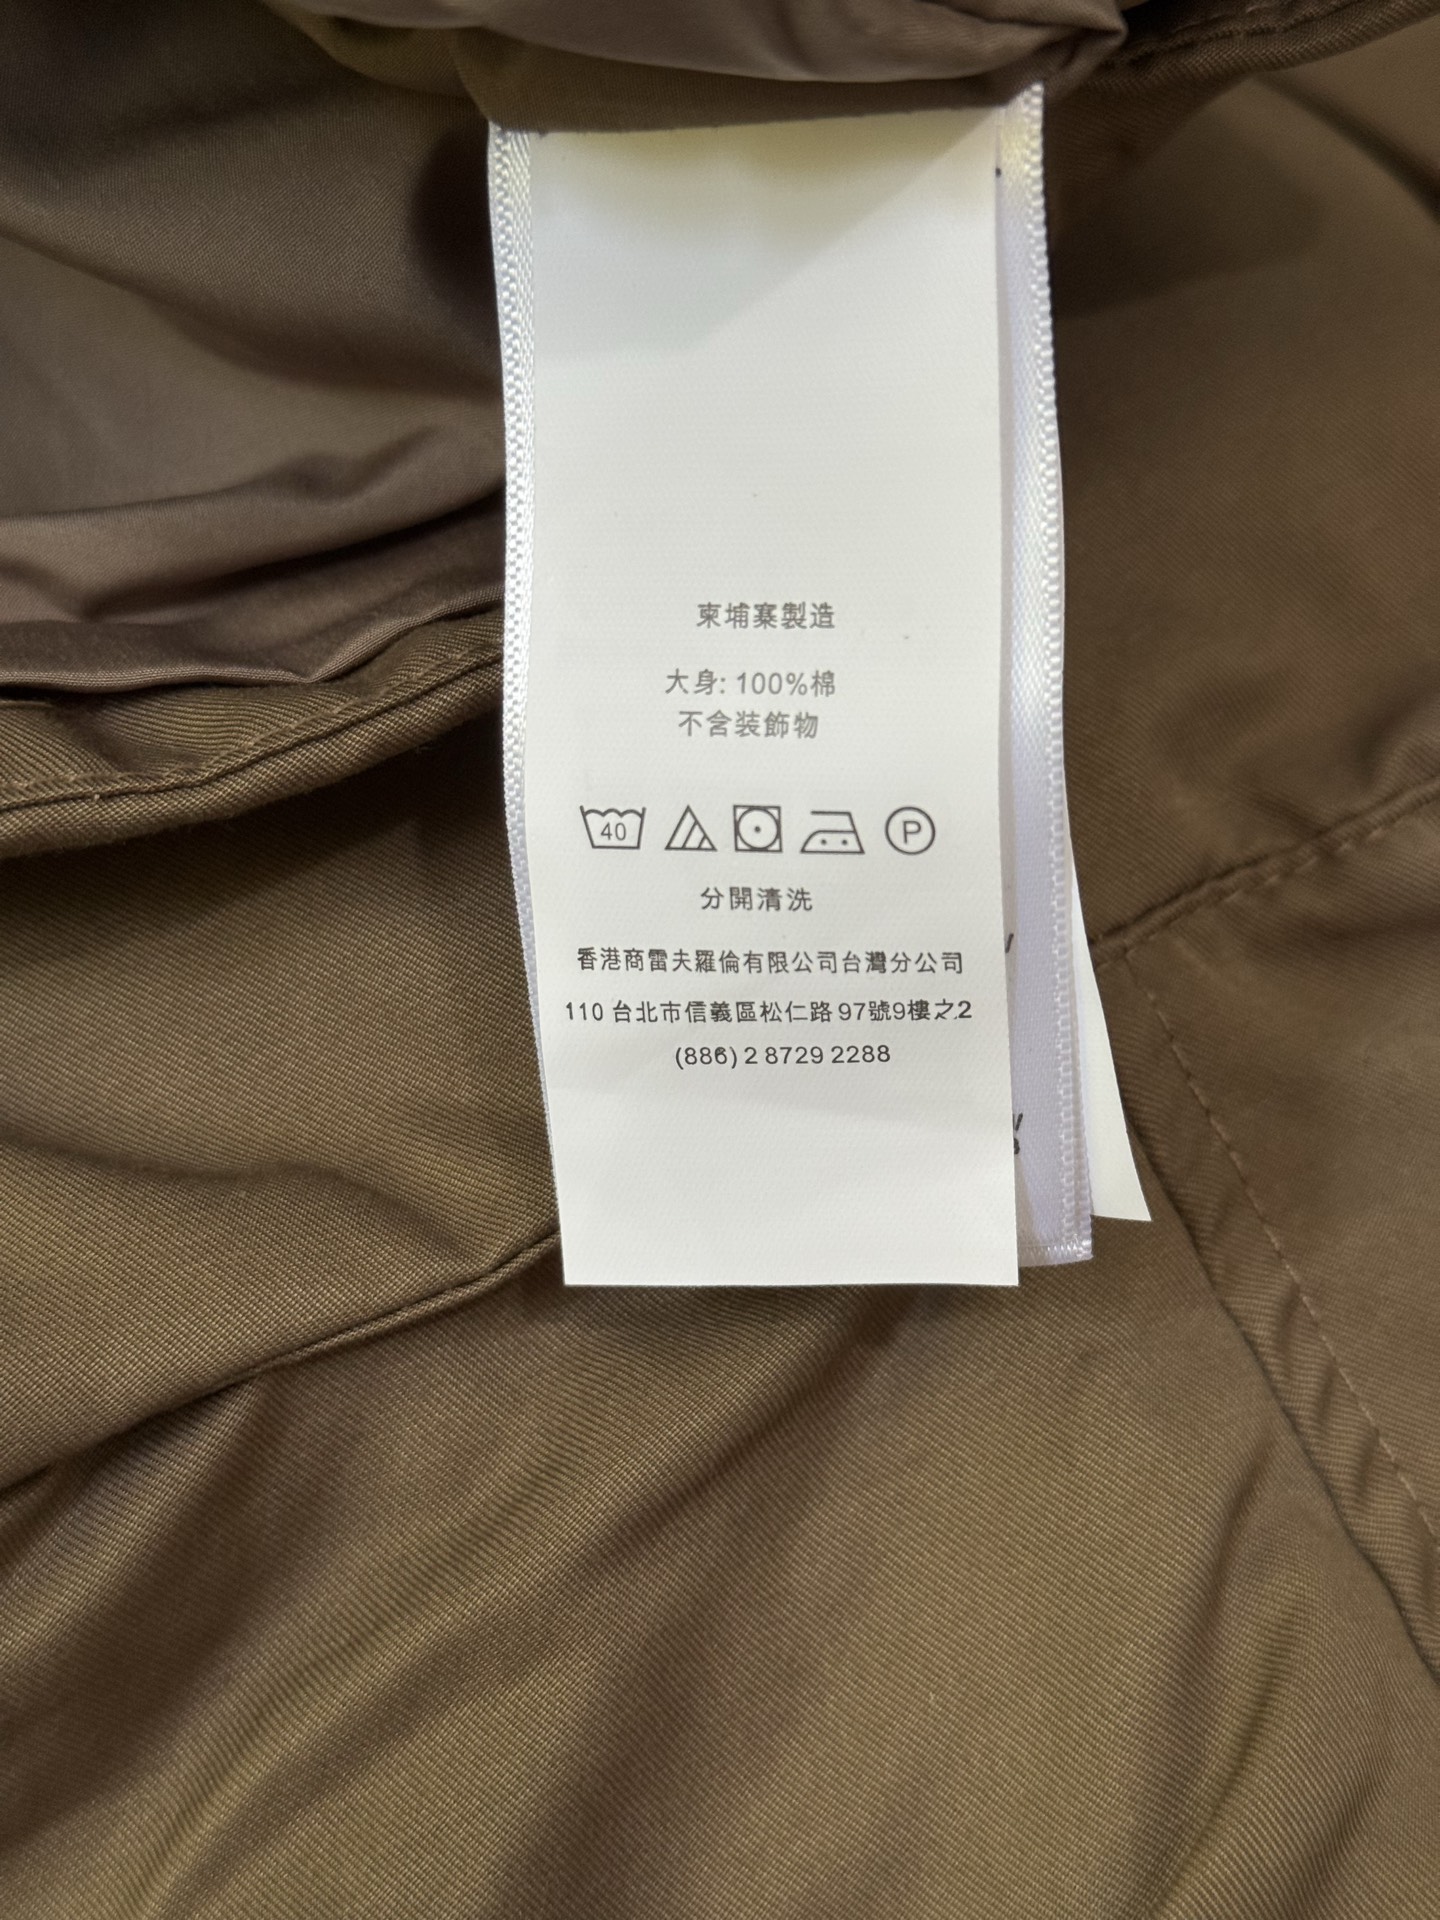 柬埔寨製造
大身: 100%棉
不含装飾物
40 P
分開清洗
香港商雷夫羅倫有限公司台灣分公司
110 台北市信義區松仁路 97號9樓之2
(886) 2 8729 2288